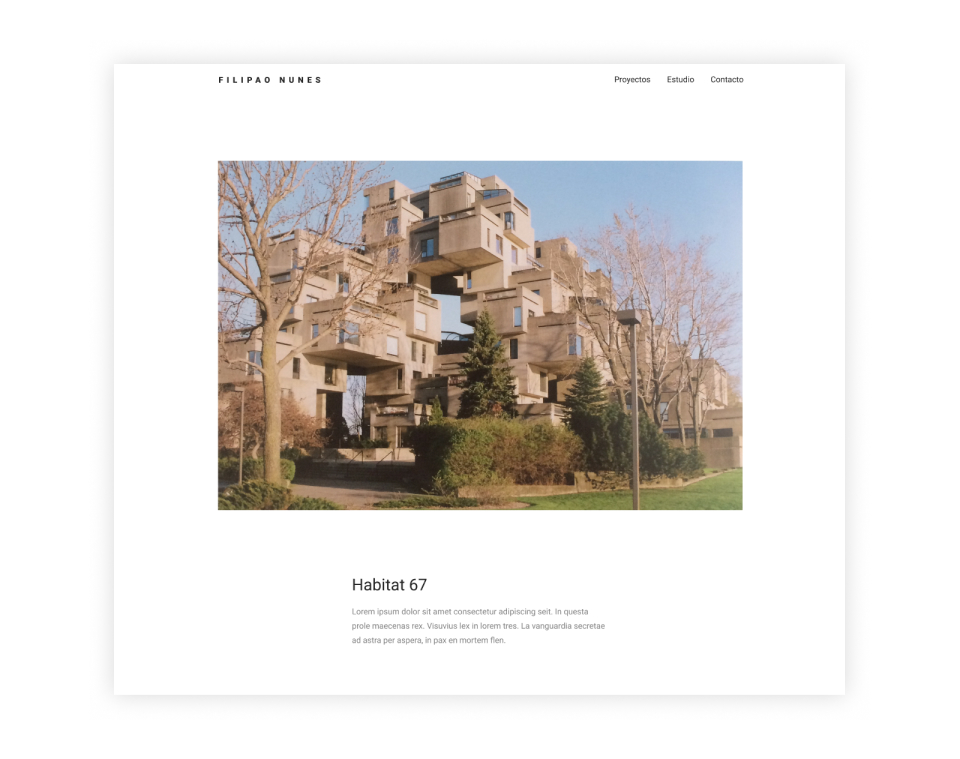 FILIPAO NUNES
Proyectos Estudio Contacto
Habitat 67
Lorem ipsum dolor sit amet consectetur adipiscing seit. In questa
prole maecenas rex. Visuvius lex in lorem tres. La vanguardia secretae
ad astra per aspera, in pax en mortem flen.